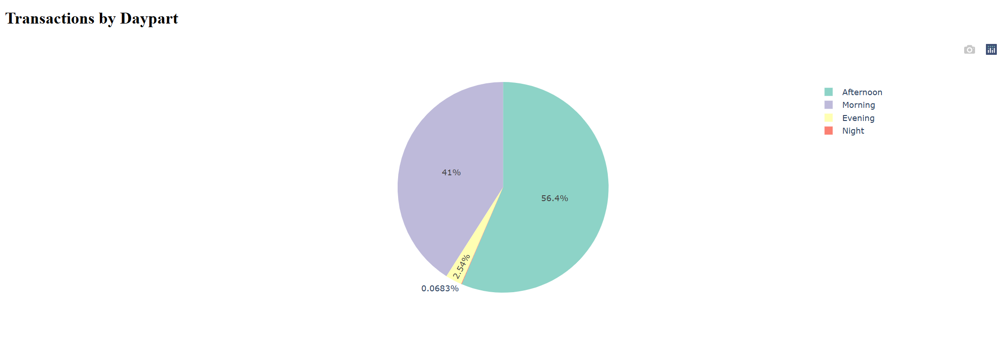 Transactions by Daypart
Afternoon
Morning
Evening
Night
41%
56.4%
2.54%
0.0683%